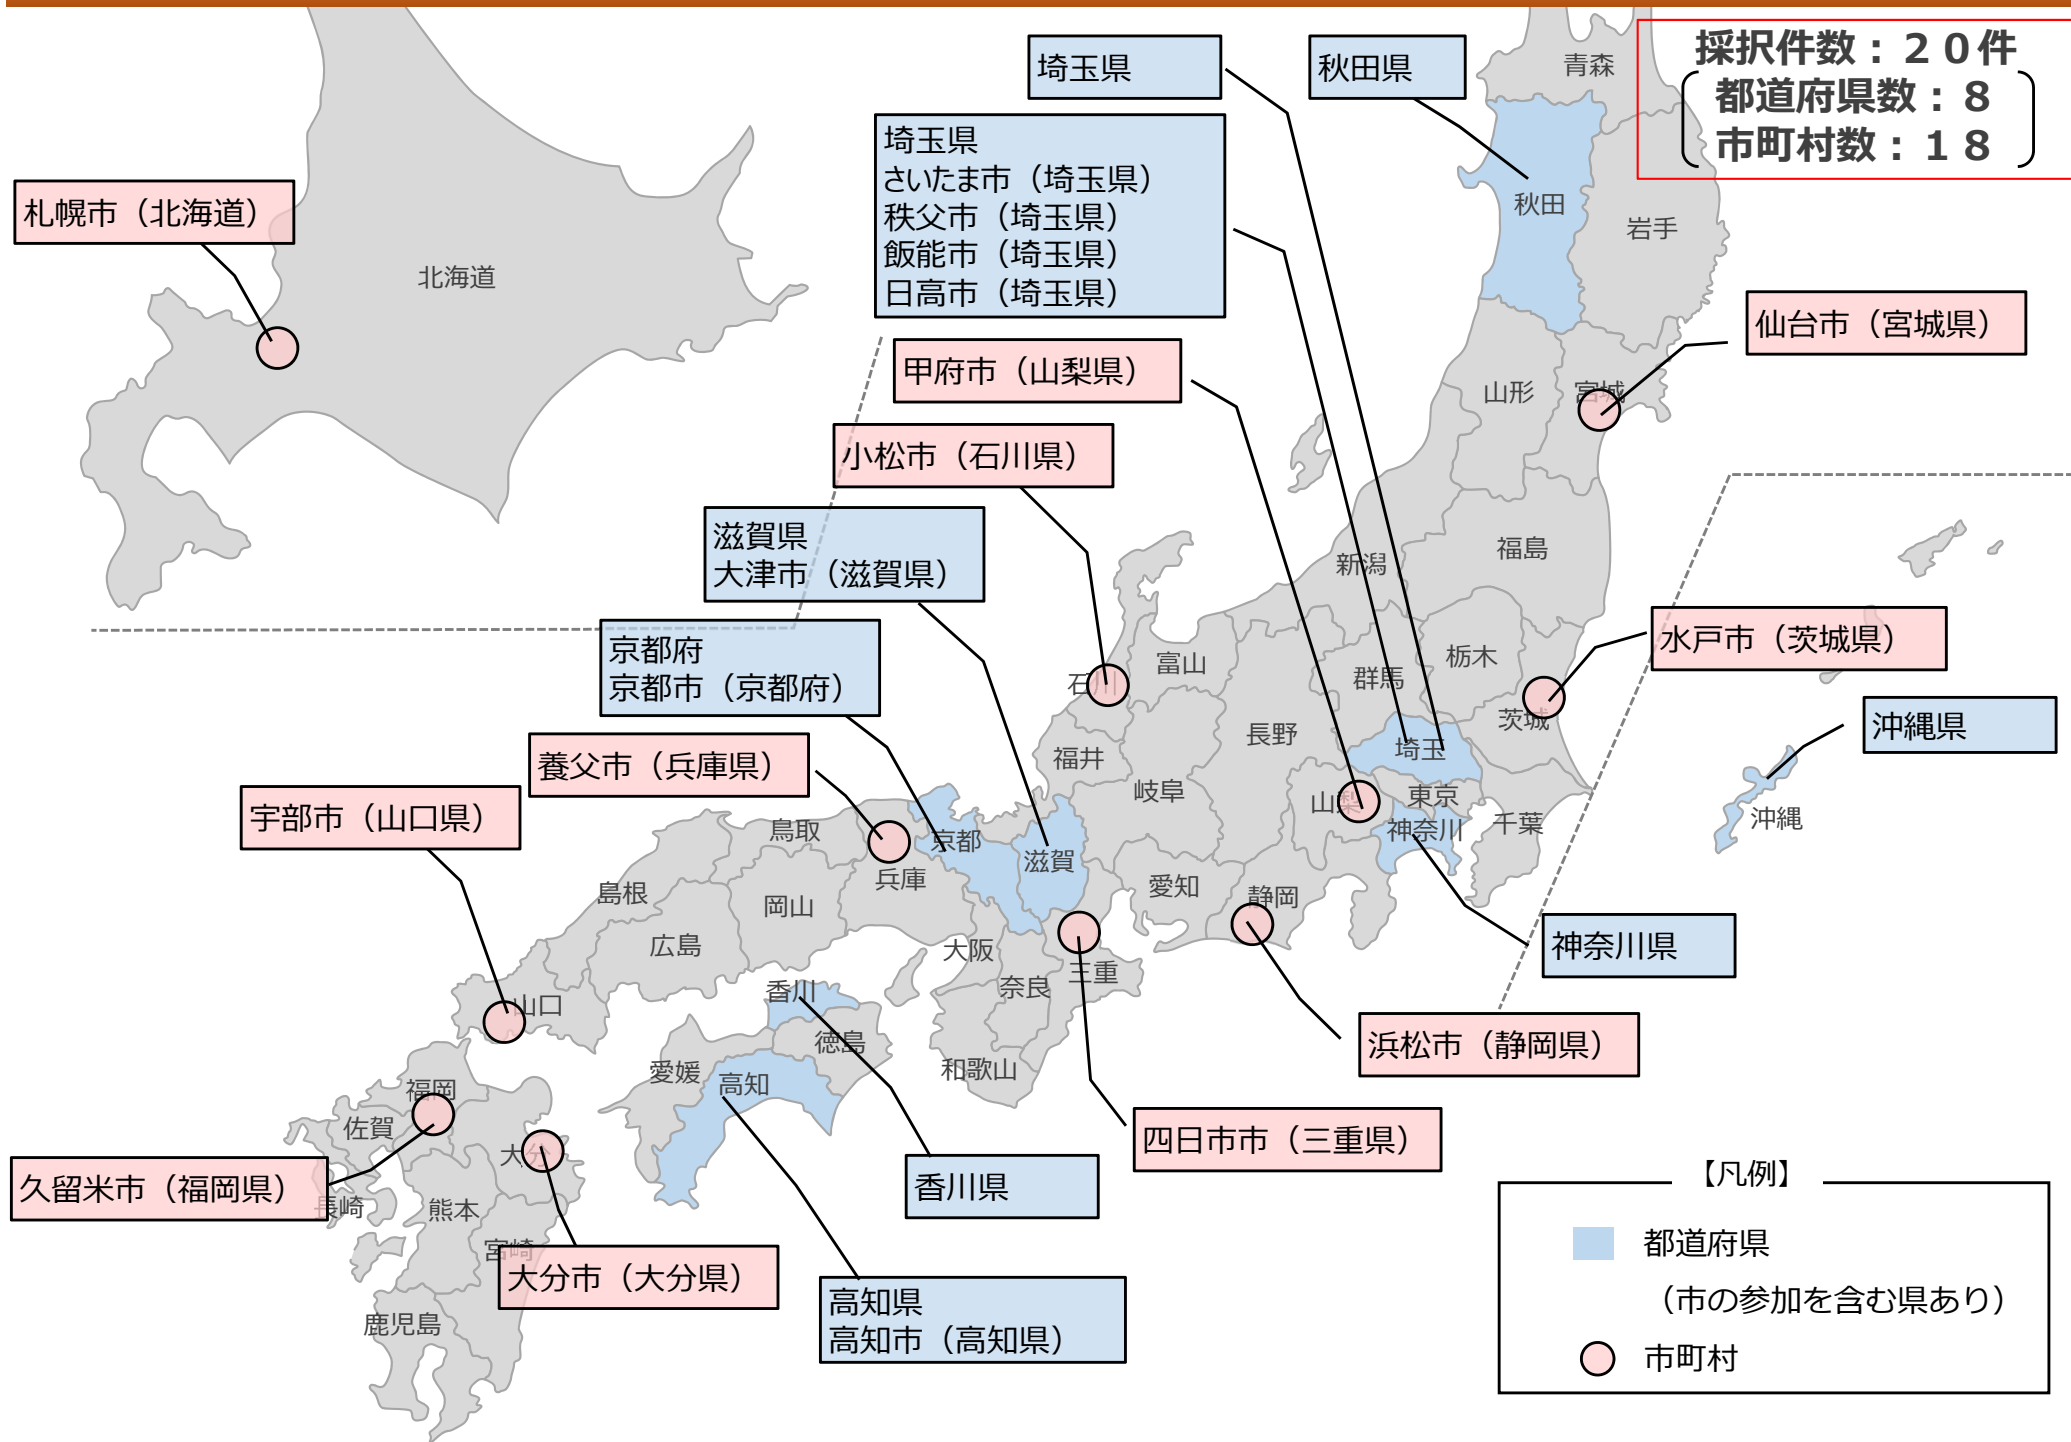 採択件数：２０件
都道府県数：８
市町村数：１８
埼玉県
秋田県
埼玉県
さいたま市（埼玉県）
秩父市（埼玉県）
飯能市（埼玉県）
日高市（埼玉県）
札幌市（北海道）
仙台市（宮城県）
甲府市（山梨県）
小松市（石川県）
滋賀県
大津市（滋賀県）
京都府
京都市（京都府）
水戸市（茨城県）
沖縄県
養父市（兵庫県）
宇部市（山口県）
神奈川県
浜松市（静岡県）
四日市市（三重県）
香川県
久留米市（福岡県）
大分市（大分県）
高知県
高知市（高知県）
北海道
青森
秋田
岩手
山形
宮城
新潟
福島
富山
石川
群馬
栃木
茨城
長野
埼玉
福井
岐阜
山梨
東京
神奈川
千葉
沖縄
鳥取
京都
滋賀
兵庫
愛知
静岡
島根
岡山
広島
大阪
奈良
三重
香川
山口
徳島
和歌山
愛媛
高知
福岡
佐賀
大分
長崎
熊本
宮崎
鹿児島
【凡例】
都道府県
（市の参加を含む県あり）
市町村